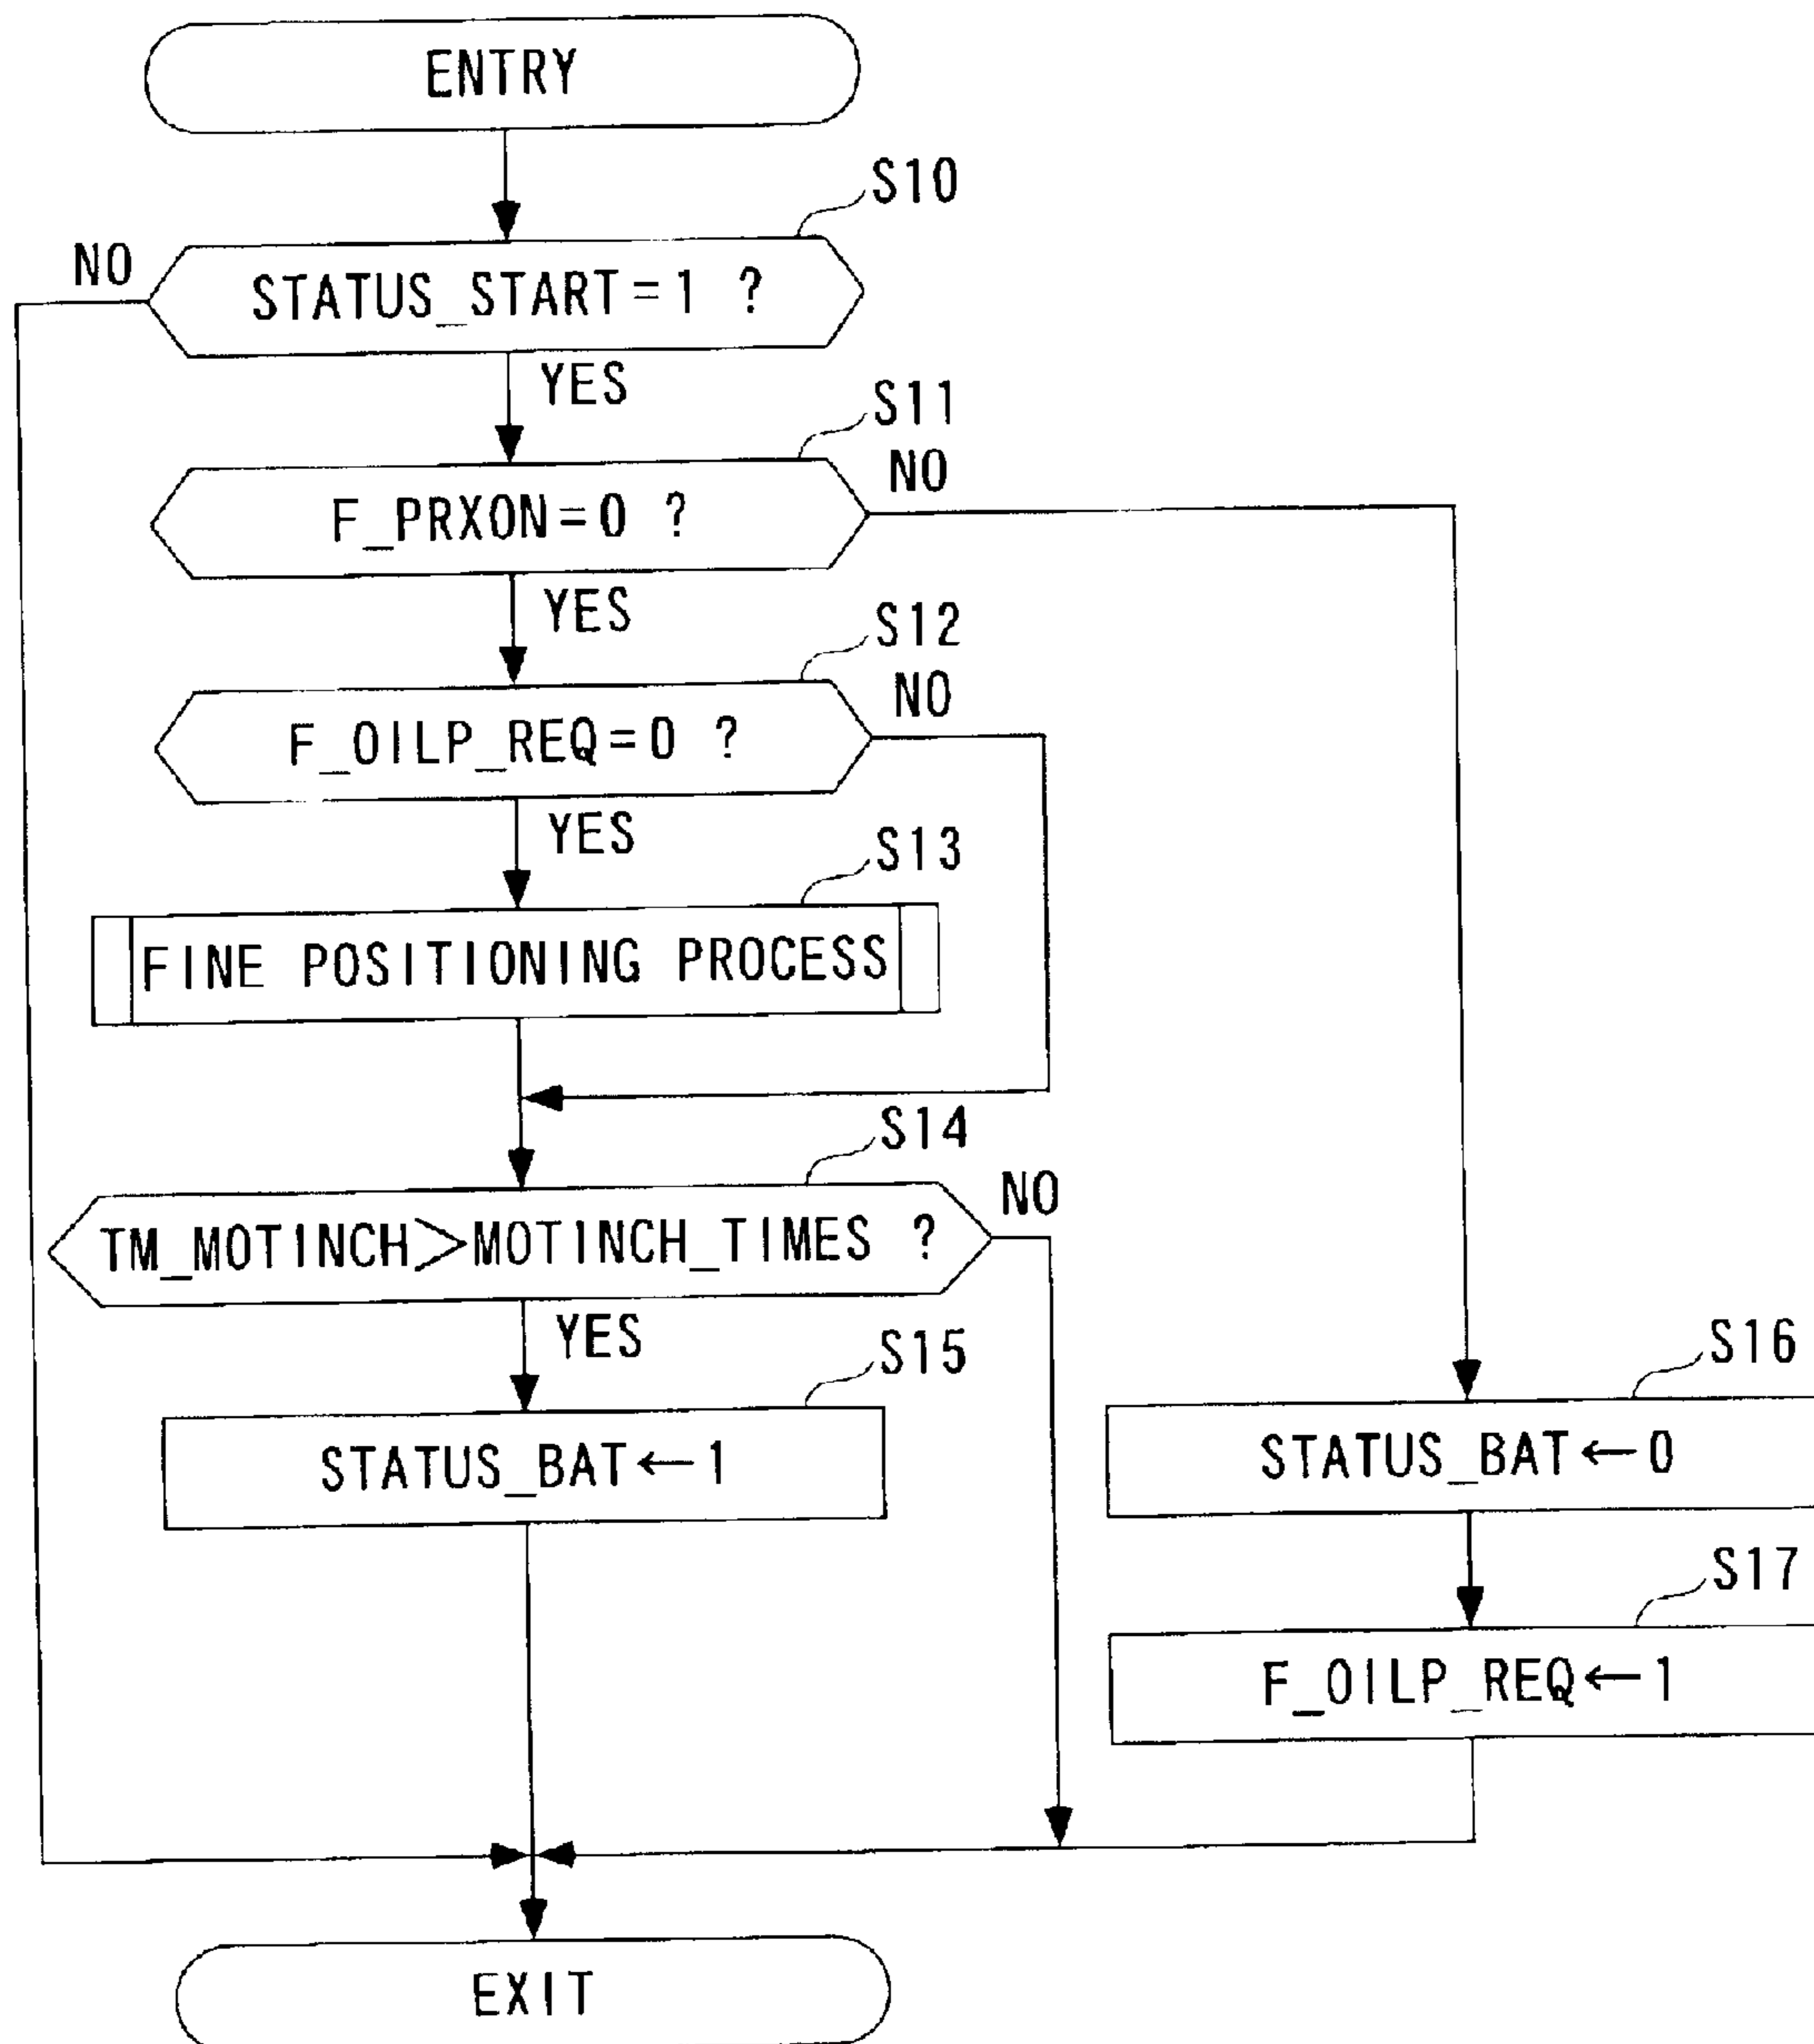 ENTRY
S10
NO
STATUS_START=1 ?
YES
S11
NO
F_PRXON=0 ?
YES
S12
NO
F_OILP_REQ=0 ?
YES
S13
FINE POSITIONING PROCESS
S14
NO
TM_MOTINCH>MOTINCH_TIMES ?
YES
S15
STATUS_BAT←1
S16
STATUS_BAT←0
S17
F_OILP_REQ←1
EXIT